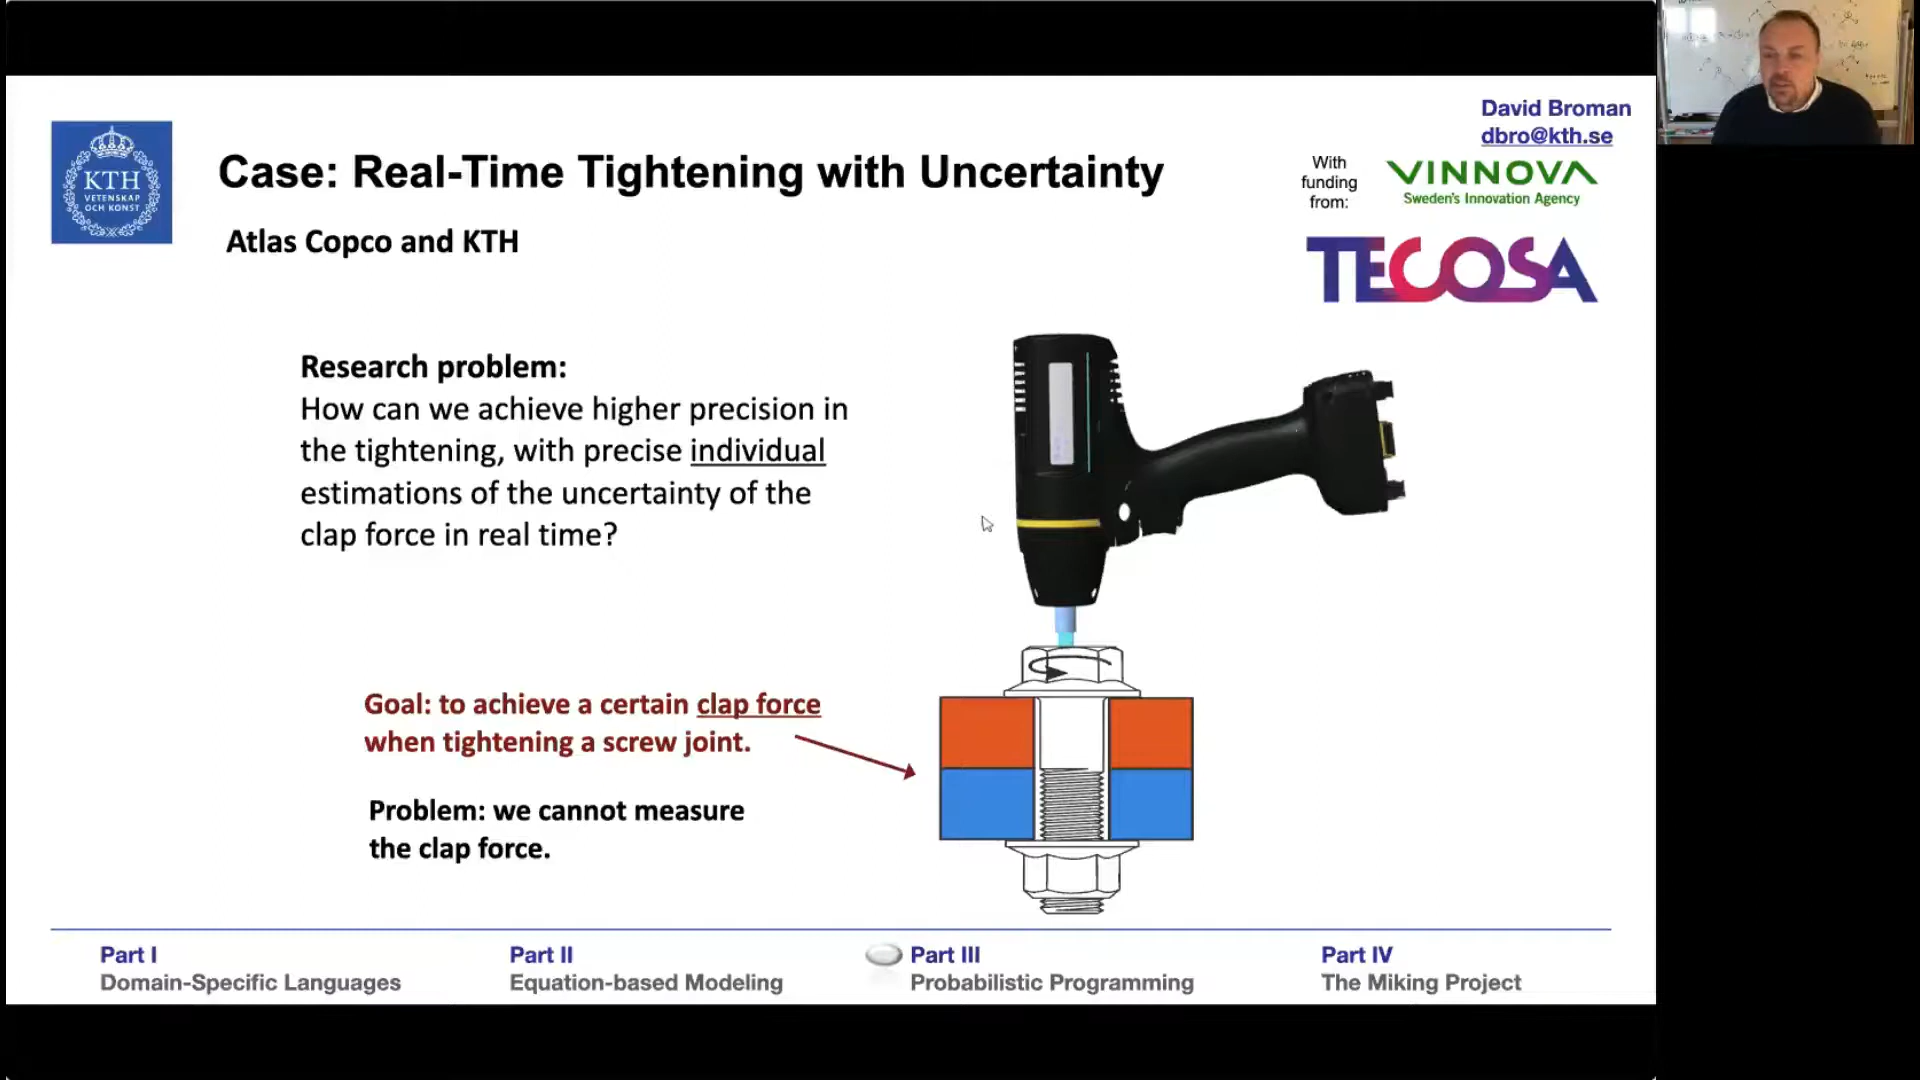 David Broman
dbro@kth.se
KTH
VETENSKAP
OCH KONST
Case: Real-Time Tightening with Uncertainty
Atlas Copco and KTH
With
funding
from:
VINNOVA
Sweden's Innovation Agency
TECOSA
Research problem:
How can we achieve higher precision in
the tightening, with precise individual
estimations of the uncertainty of the
clap force in real time?
Goal: to achieve a certain clap force
when tightening a screw joint.
Problem: we cannot measure
the clap force.
Part I
Domain-Specific Languages
Part II
Equation-based Modeling
Part III
Probabilistic Programming
Part IV
The Miking Project